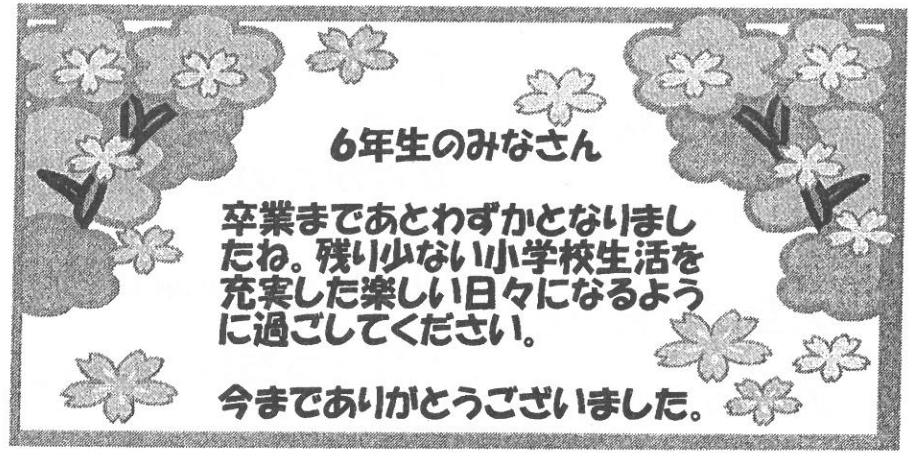 6年生のみなさん
卒業まであとわずかとなりまし
たね。残り少ない小学校生活を
充実した楽しい日々になるよう
に過ごしてください。
今までありがとうございました。